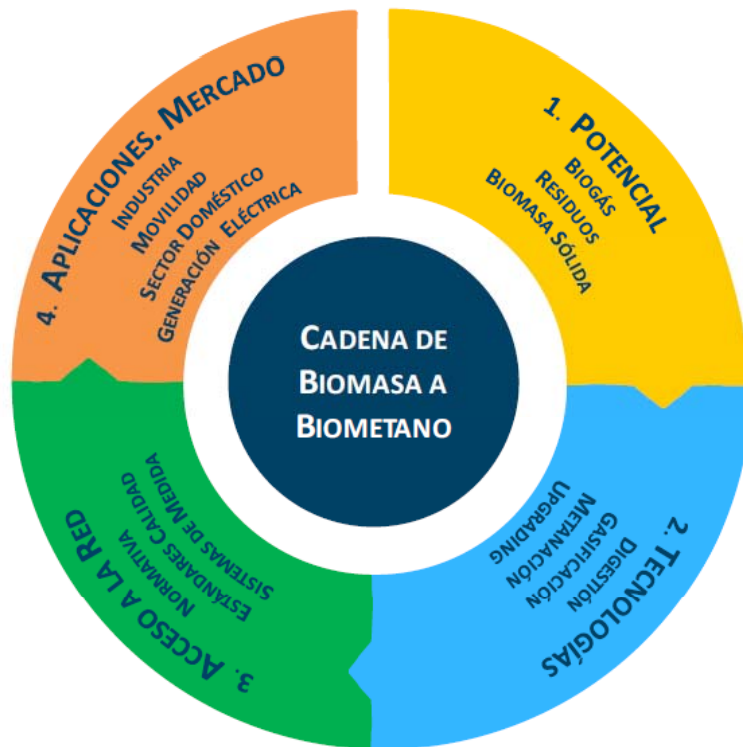 CADENA DE
BIOMASA A
BIOMETANO
1. POTENCIAL
BIOGÁS
RESIDUOS
BIOMASA SÓLIDA
2. TECNOLOGÍAS
DIGESTIÓN
GASIFICACIÓN
METANACIÓN
UPGRADING
3. ACCESO A LA RED
NORMATIVA
ESTÁNDARES CALIDAD
SISTEMAS DE MEDIDA
4. APLICACIONES. MERCADO
INDUSTRIA
MOVILIDAD
SECTOR DOMÉSTICO
GENERACIÓN ELÉCTRICA